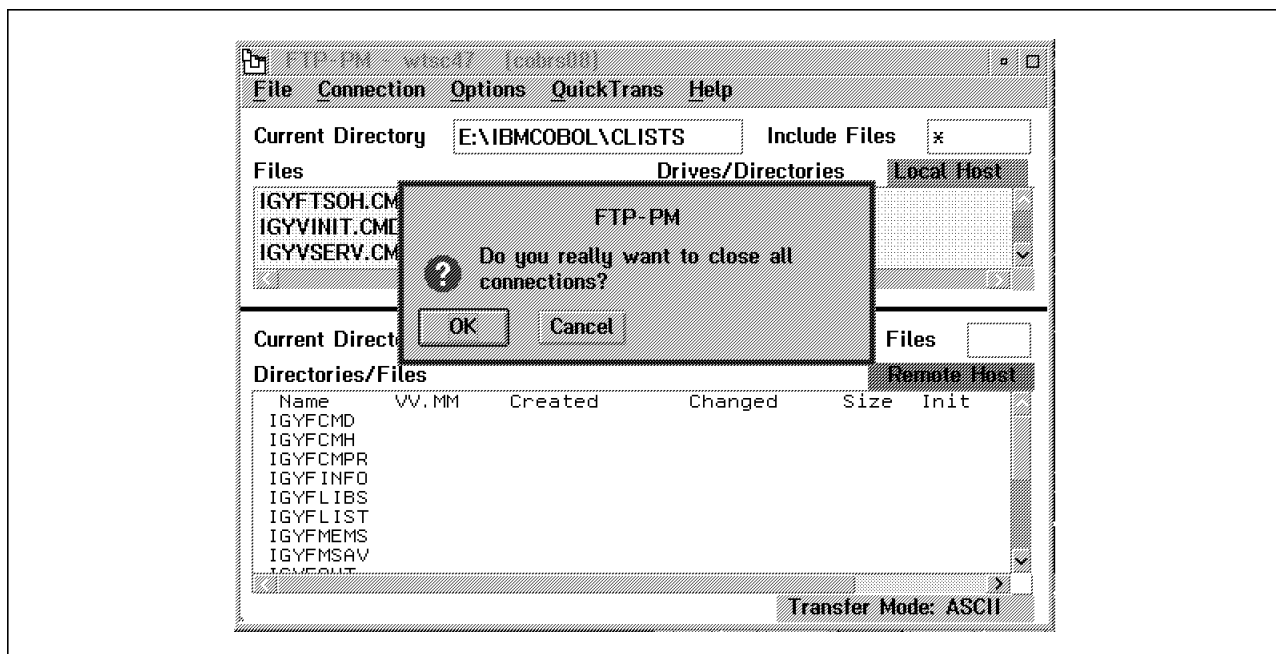 FTP-PM - wtsc47 - [cobrs08]
File Connection Options QuickTrans Help
Current Directory E:\IBMCOBOL\CLISTS Include Files *
Files Drives/Directories Local Host
IGYFTSOH.CM
IGYVINIT.CMD
IGYVSERV.CM
FTP-PM
Do you really want to close all
connections?
OK Cancel
Current Direct Files
Directories/Files Remote Host
Name VV.MM Created Changed Size Init
IGYFCMD
IGYFCMH
IGYFCMPR
IGYFINFO
IGYFLIBS
IGYFLIST
IGYFMEMS
IGYFMSAV
Transfer Mode: ASCII